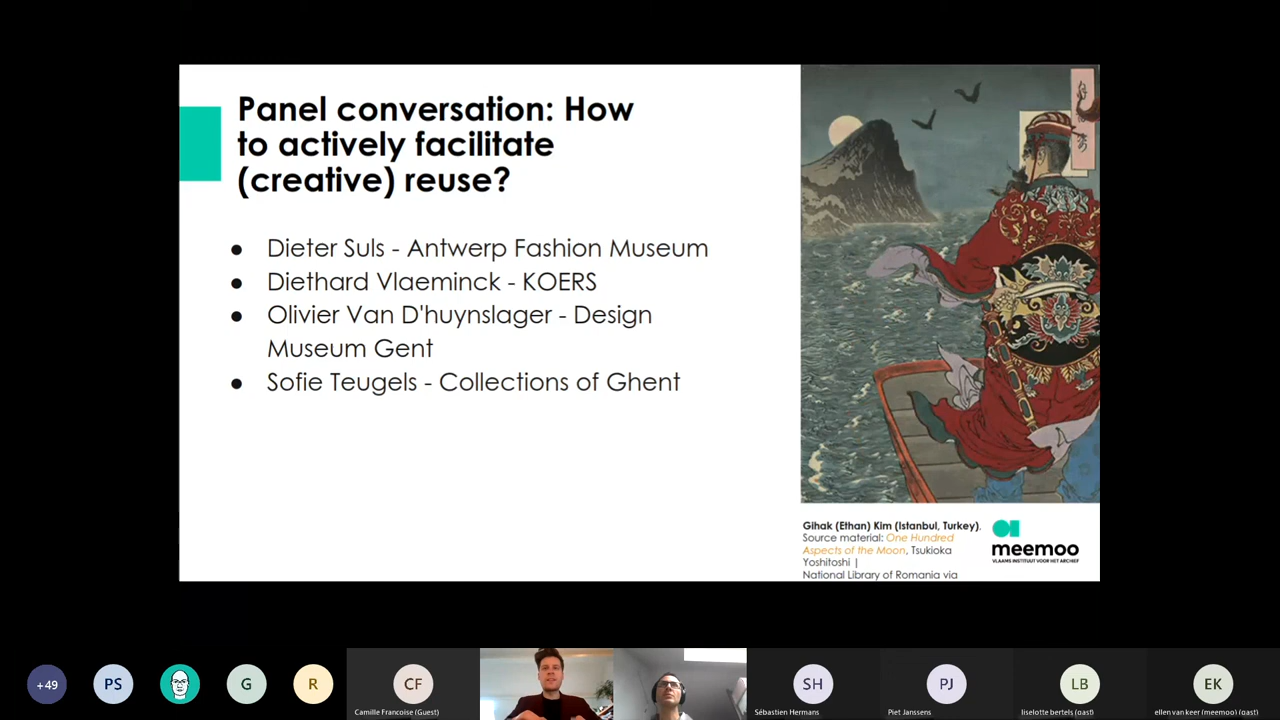 Panel conversation: How
to actively facilitate
(creative) reuse?
● Dieter Suls - Antwerp Fashion Museum
● Diethard Vlaeminck - KOERS
● Olivier Van D'huynslager - Design
Museum Gent
● Sofie Teugels - Collections of Ghent
Gihak (Ethan) Kim (Istanbul, Turkey).
Source material: One Hundred
Aspects of the Moon, Tsukioka
Yoshitoshi |
National Library of Romania via
meemoo
VLAAMS INSTITUUT VOOR HET ARCHIEF
+49
PS
G
R
CF
Camille Francoise (Guest)
SH
Sébastien Hermans
PJ
Piet Janssens
LB
liselotte bertels (gast)
EK
ellen van keer (meemoo) (gast)